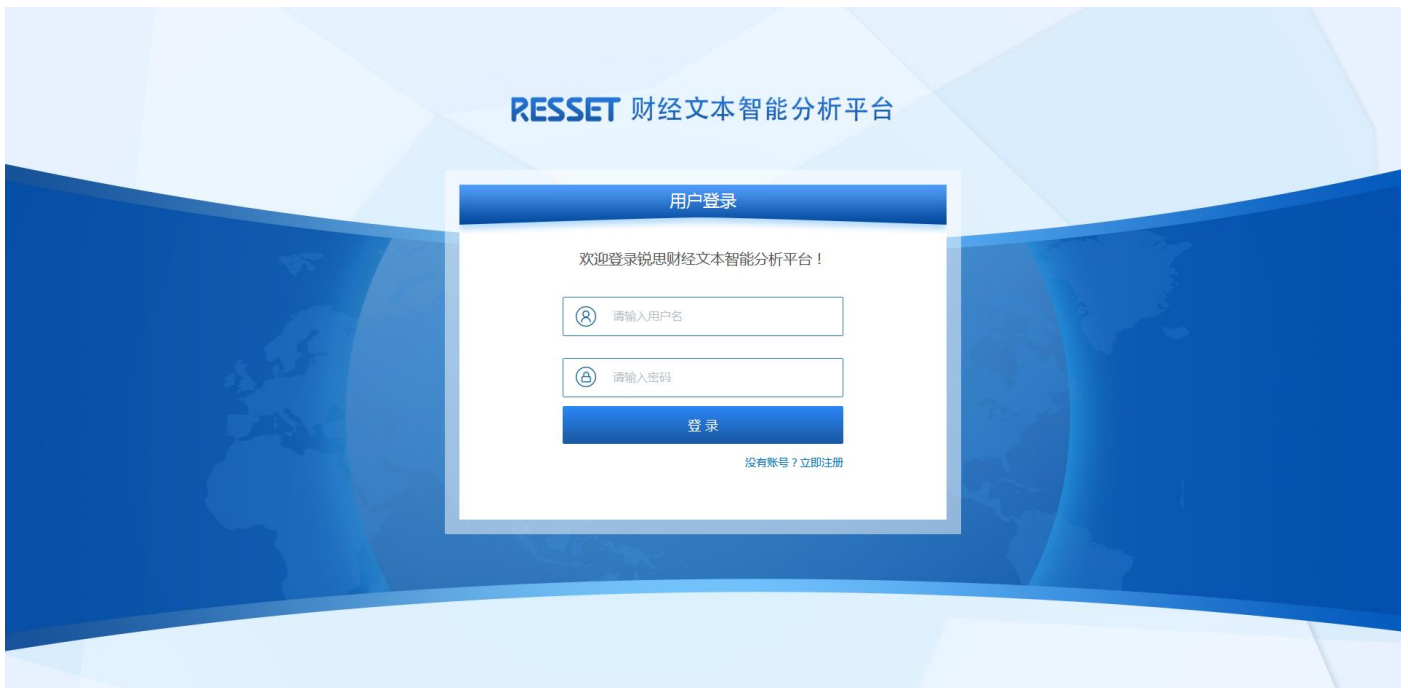 RESSET 财经文本智能分析平台
用户登录
欢迎登录锐思财经文本智能分析平台！
请输入用户名
请输入密码
登 录
没有账号？立即注册